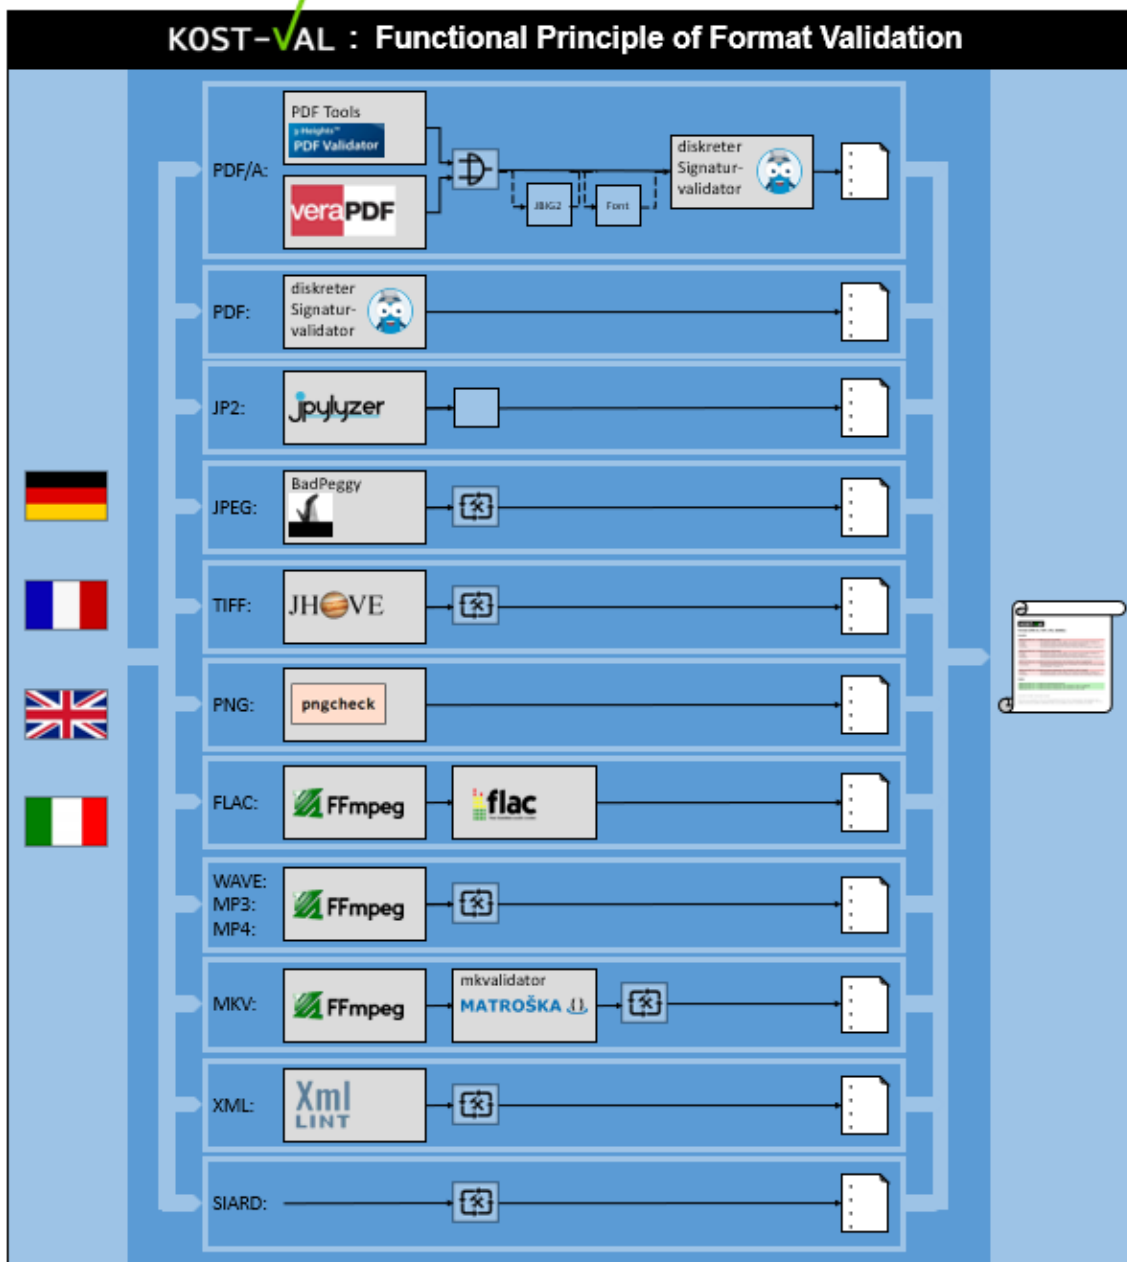 KOST-VAL : Functional Principle of Format Validation
PDF/A:
PDF Tools
3-Heights™
PDF Validator
veraPDF
JBIG2
Font
diskreter
Signatur-
validator
PDF:
diskreter
Signatur-
validator
JP2:
jpylyzer
JPEG:
BadPeggy
TIFF:
JHOVE
PNG:
pngcheck
FLAC:
FFmpeg
flac
WAVE:
MP3:
MP4:
FFmpeg
MKV:
FFmpeg
mkvalidator
MATROŠKA
XML:
Xml
LINT
SIARD: